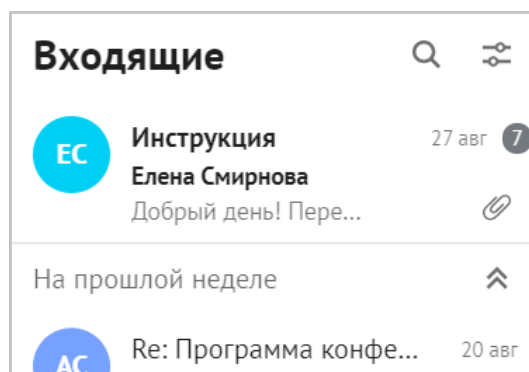 Входящие
ЕС
Инструкция
27 авг
7
Елена Смирнова
Добрый день! Пере...
На прошлой неделе
АС
Re: Программа конфе...
20 авг